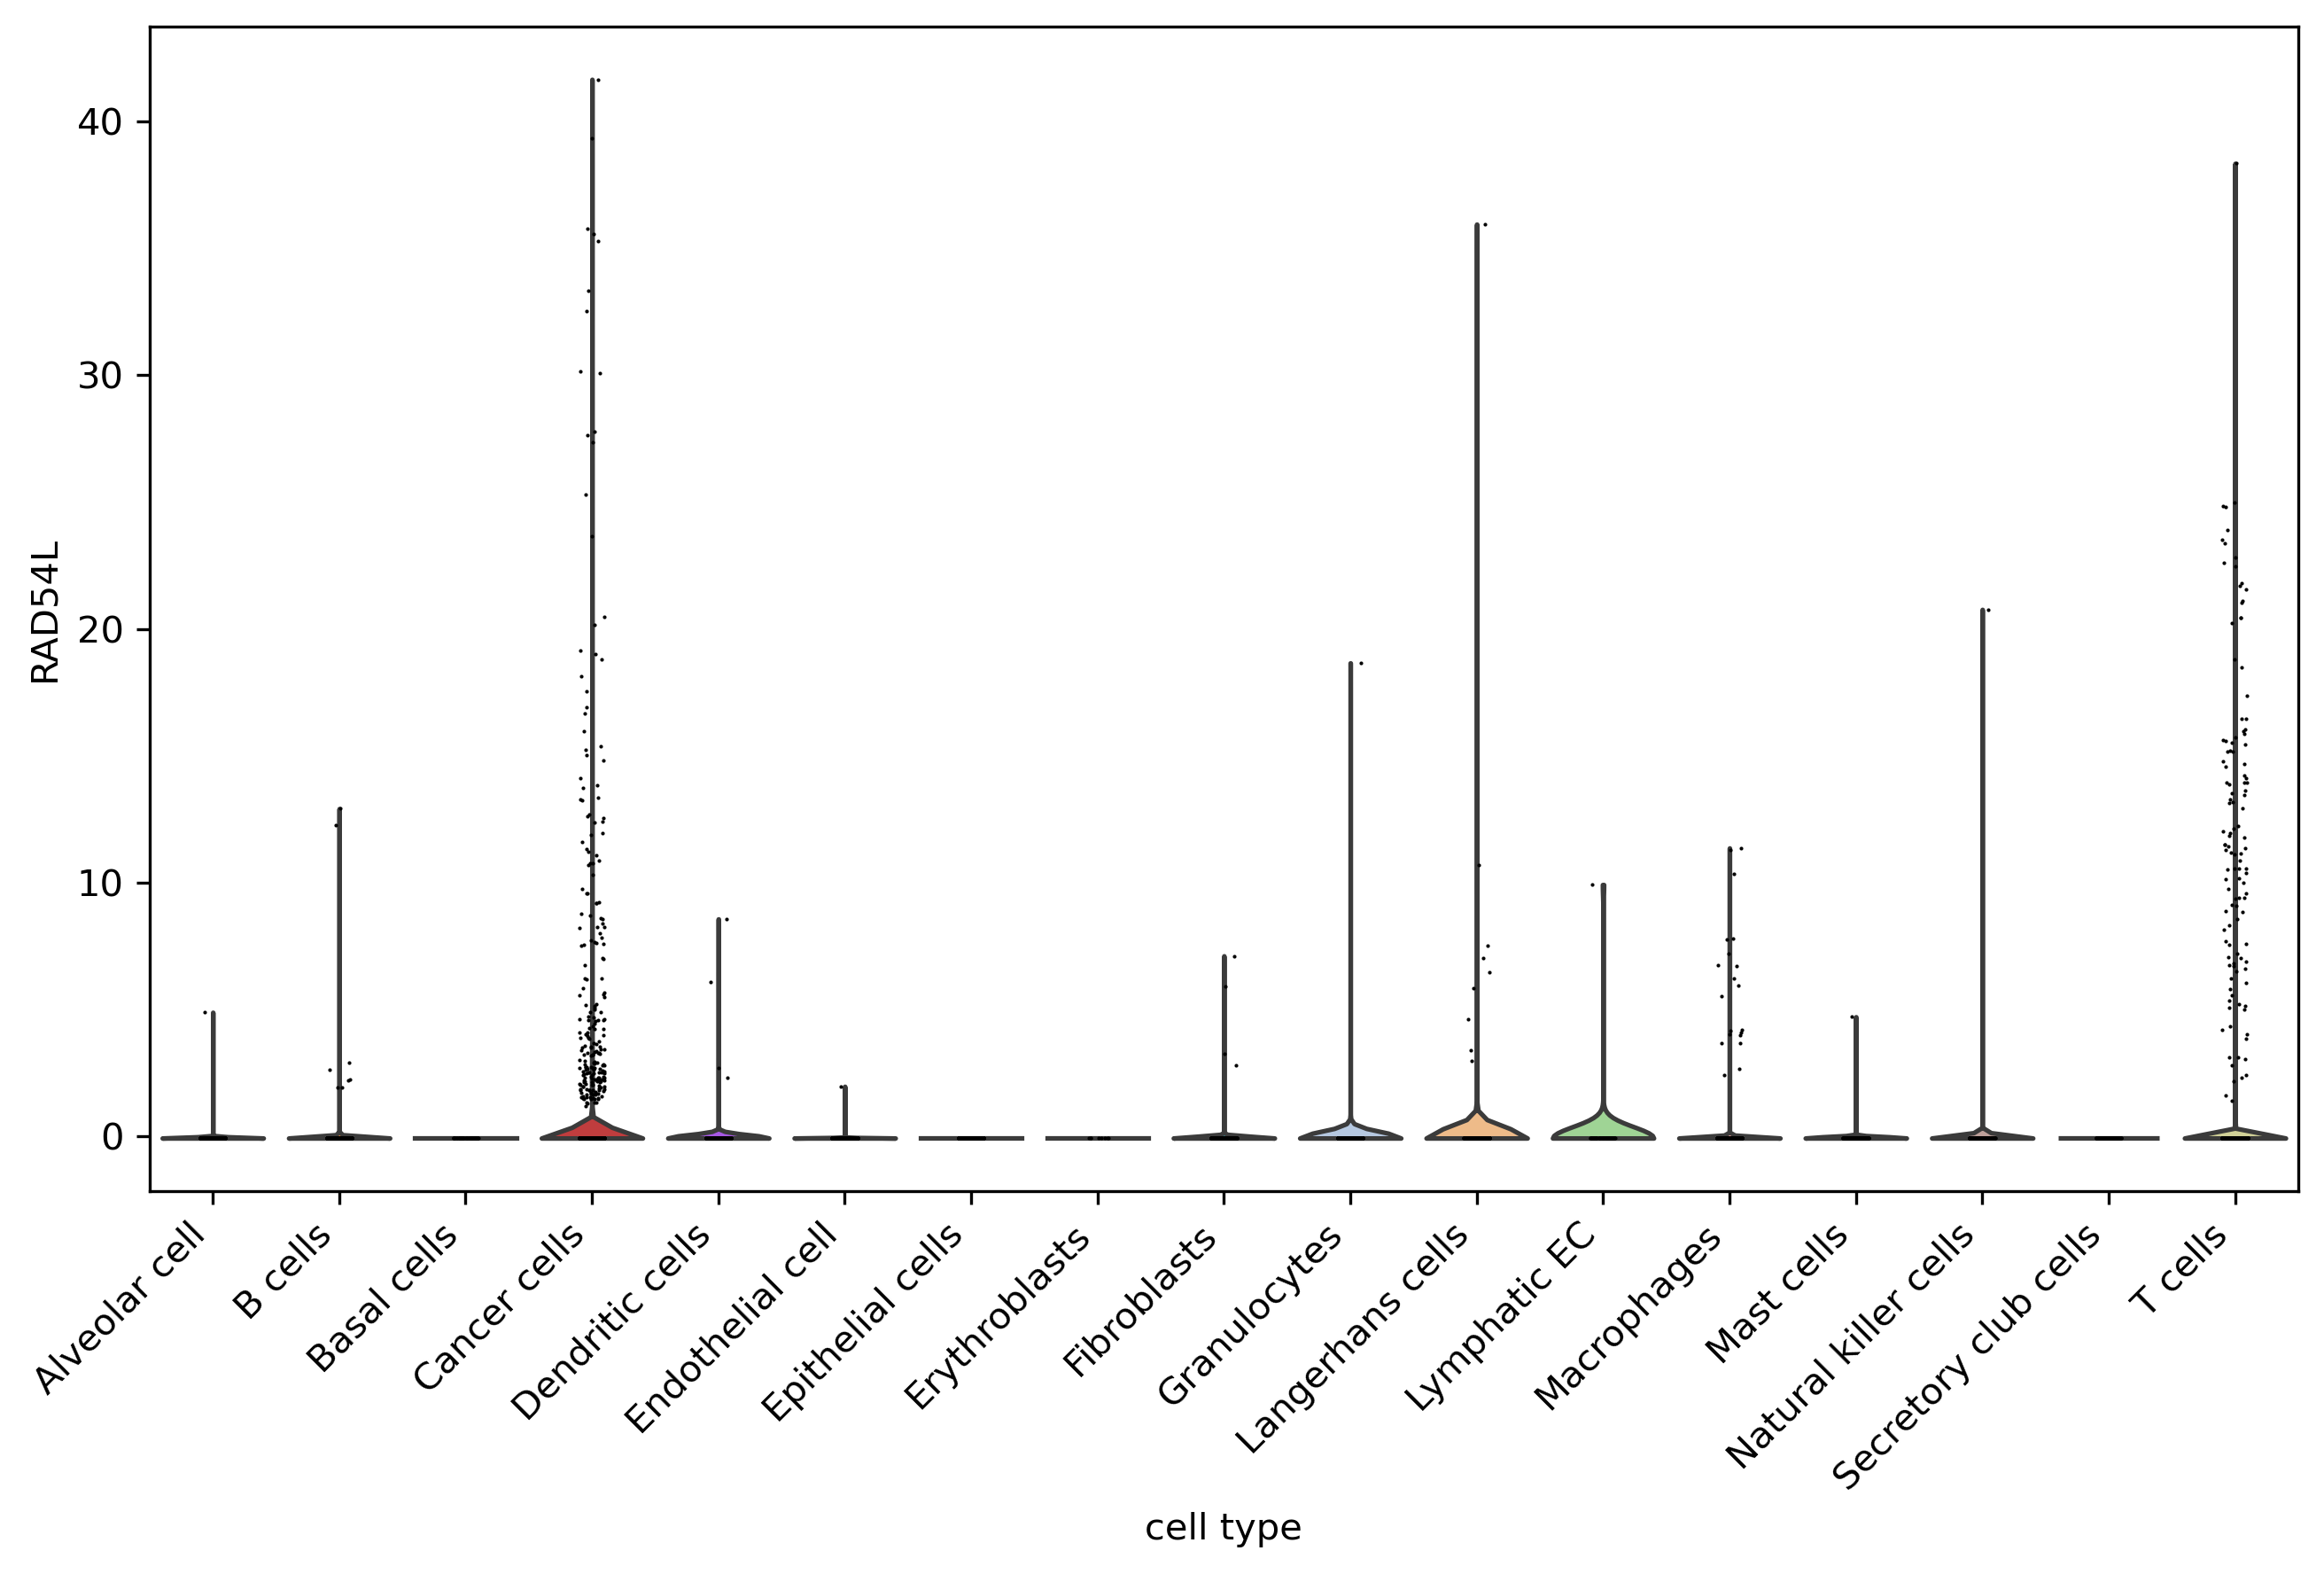 RAD54L
40
30
20
10
0
Alveolar cell
B cells
Basal cells
Cancer cells
Dendritic cells
Endothelial cell
Epithelial cells
Erythroblasts
Fibroblasts
Granulocytes
Langerhans cells
Lymphatic EC
Macrophages
Mast cells
Natural killer cells
Secretory club cells
T cells
cell type